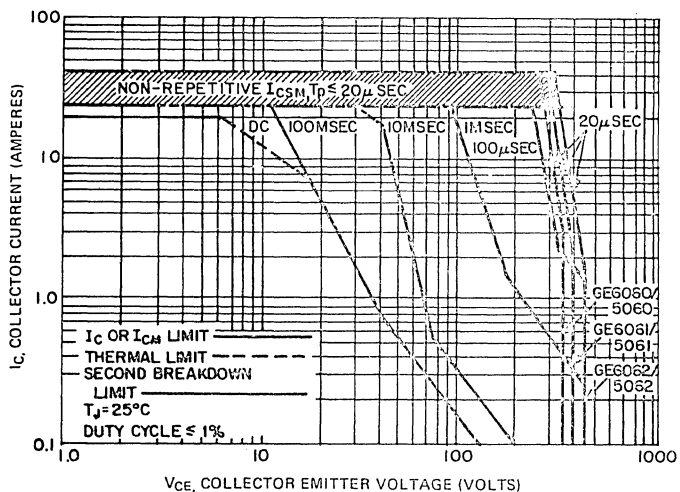 100
NON-REPETITIVE ICSM, TP ≤ 20μSEC
DC
100MSEC
10MSEC
1MSEC
100μSEC
20μSEC
10
1.0
0.1
IC, COLLECTOR CURRENT (AMPERES)
GE6060/
5060
GE6061/
5061
GE6062/
5062
IC OR ICM LIMIT
THERMAL LIMIT
SECOND BREAKDOWN
LIMIT
TJ=25°C
DUTY CYCLE ≤ 1%
1.0
10
100
1000
VCE, COLLECTOR EMITTER VOLTAGE (VOLTS)